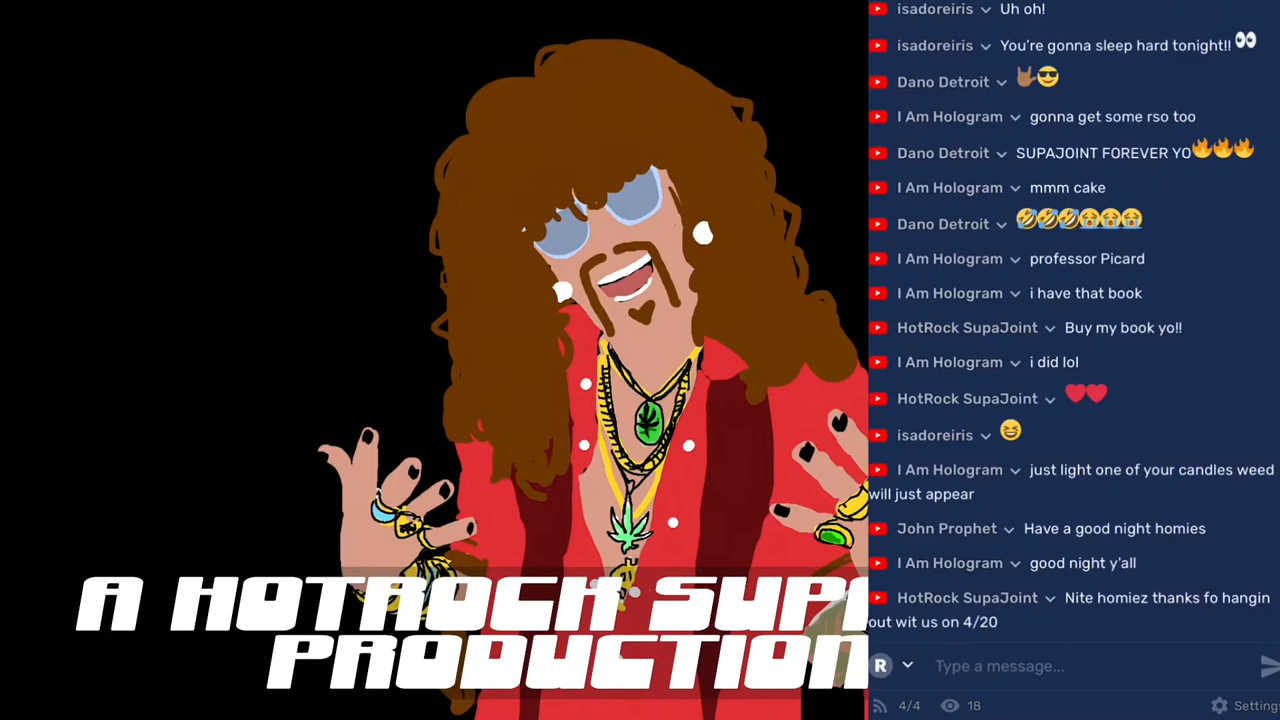 A HOTROCK SUP
PRODUCTION
isadoreiris Uh oh!
isadoreiris You’re gonna sleep hard tonight!! 👀
Dano Detroit 🤘🏽😎
I Am Hologram gonna get some rso too
Dano Detroit SUPAJOINT FOREVER YO🔥🔥🔥
I Am Hologram mmm cake
Dano Detroit 🤣🤣🤣😭😭😭
I Am Hologram professor Picard
I Am Hologram i have that book
HotRock SupaJoint Buy my book yo!!
I Am Hologram i did lol
HotRock SupaJoint ❤️❤️
isadoreiris 😆
I Am Hologram just light one of your candles weed
will just appear
John Prophet Have a good night homies
I Am Hologram good night y'all
HotRock SupaJoint Nite homiez thanks fo hangin
out wit us on 4/20
R Type a message...
4/4 18 Setting